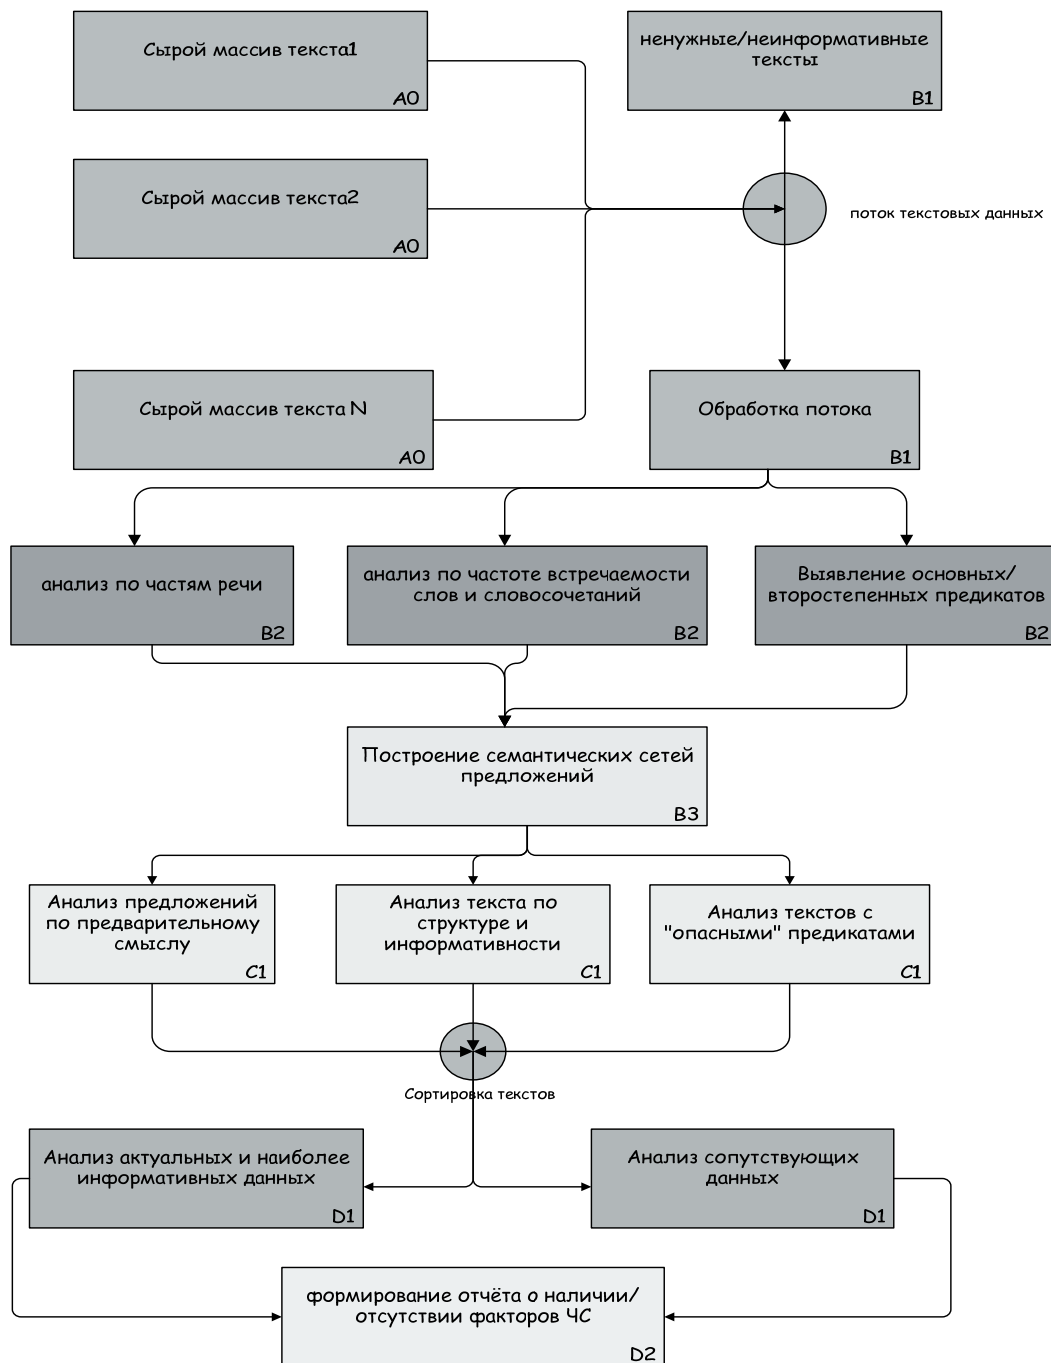 Сырой массив текста1
A0
ненужные/неинформативные
тексты
B1
Сырой массив текста2
A0
поток текстовых данных
Сырой массив текста N
A0
Обработка потока
B1
анализ по частям речи
B2
анализ по частоте встречаемости
слов и словосочетаний
B2
Выявление основных/
второстепенных предикатов
B2
Построение семантических сетей
предложений
B3
Анализ предложений
по предварительному
смыслу
C1
Анализ текста по
структуре и
информативности
C1
Анализ текстов с
"опасными" предикатами
C1
Сортировка текстов
Анализ актуальных и наиболее
информативных данных
D1
Анализ сопутствующих
данных
D1
формирование отчёта о наличии/
отсутствии факторов ЧС
D2